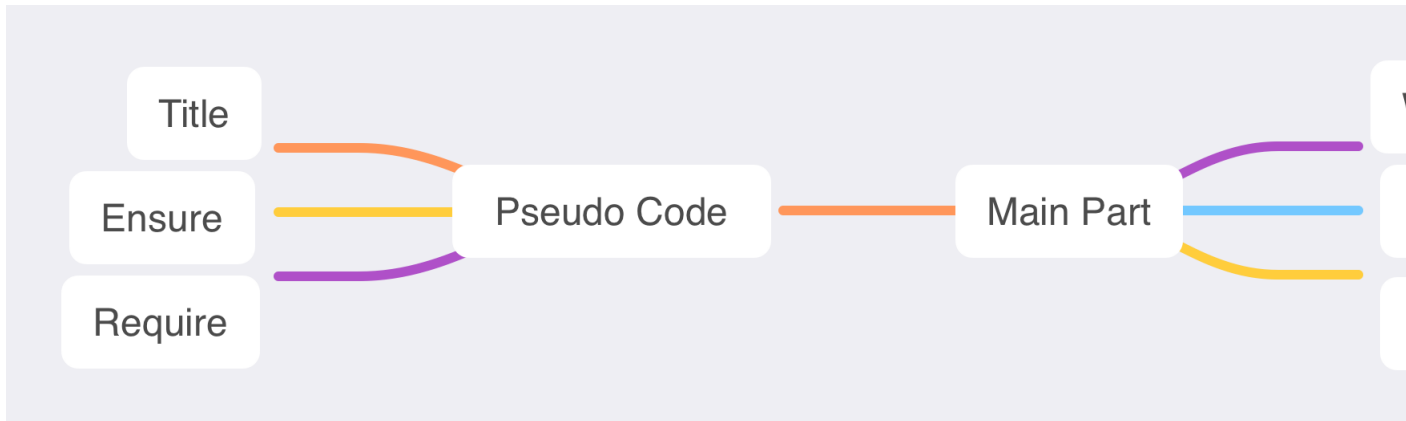 Title
Ensure
Require
Pseudo Code
Main Part